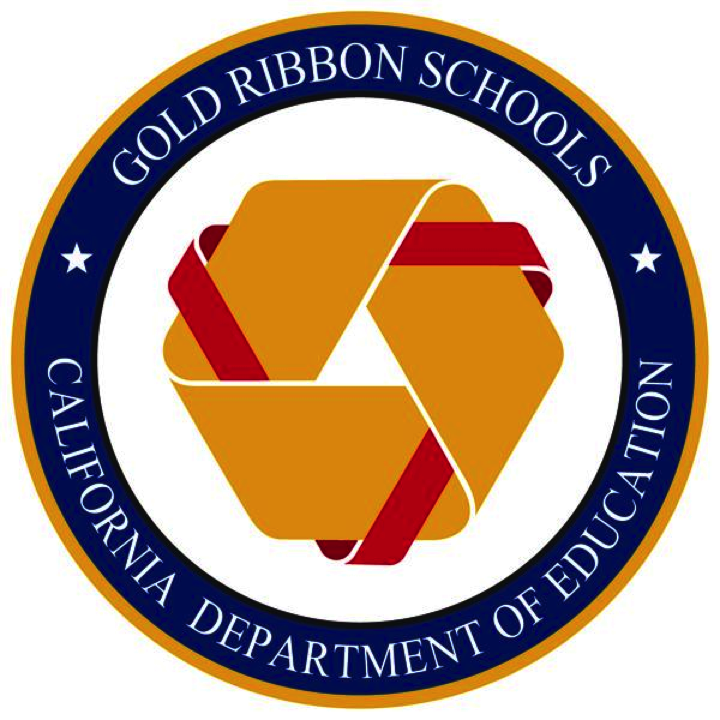 GOLD RIBBON SCHOOLS
CALIFORNIA DEPARTMENT OF EDUCATION